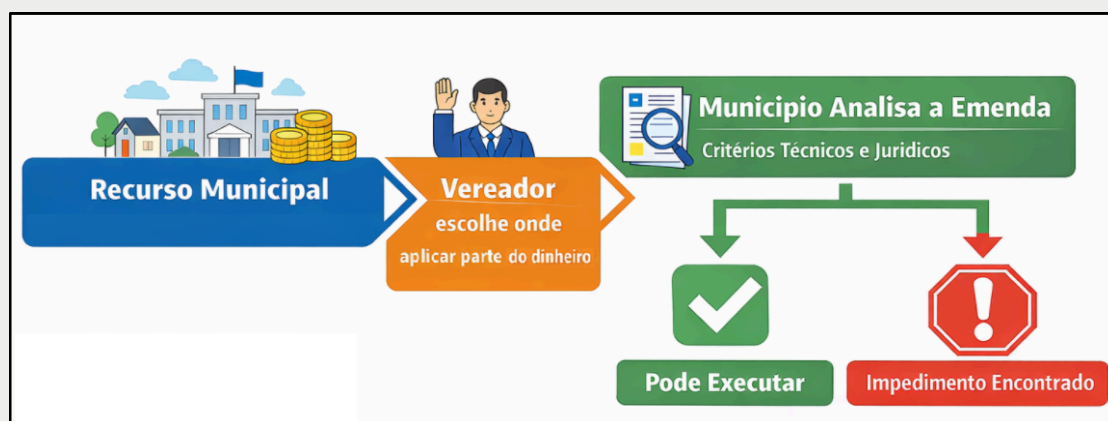 Recurso Municipal
Vereador
escolhe onde
aplicar parte do dinheiro
Municipio Analisa a Emenda
Critérios Técnicos e Juridicos
Pode Executar
Impedimento Encontrado